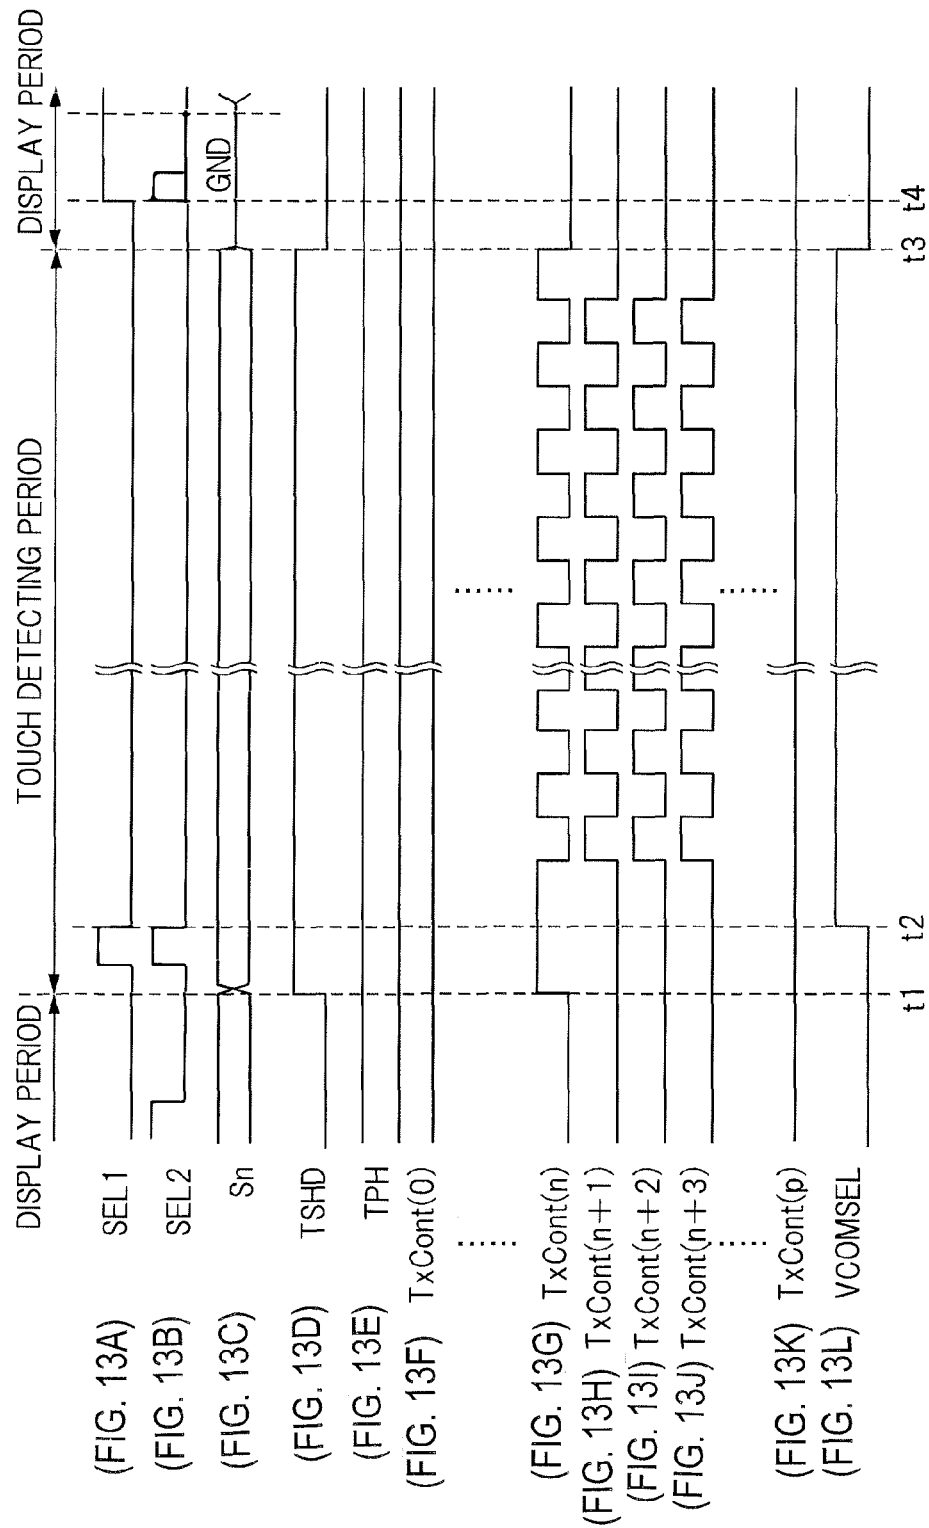 DISPLAY PERIOD
TOUCH DETECTING PERIOD
DISPLAY PERIOD
(FIG. 13A) SEL1
(FIG. 13B) SEL2
(FIG. 13C) Sn
GND
(FIG. 13D) TSHD
(FIG. 13E) TPH
(FIG. 13F) TxCont(0)
...... ......
(FIG. 13G) TxCont(n)
(FIG. 13H) TxCont(n+1)
(FIG. 13I) TxCont(n+2)
(FIG. 13J) TxCont(n+3)
...... ......
(FIG. 13K) TxCont(p)
(FIG. 13L) VCOMSEL
t1 t2 t3 t4